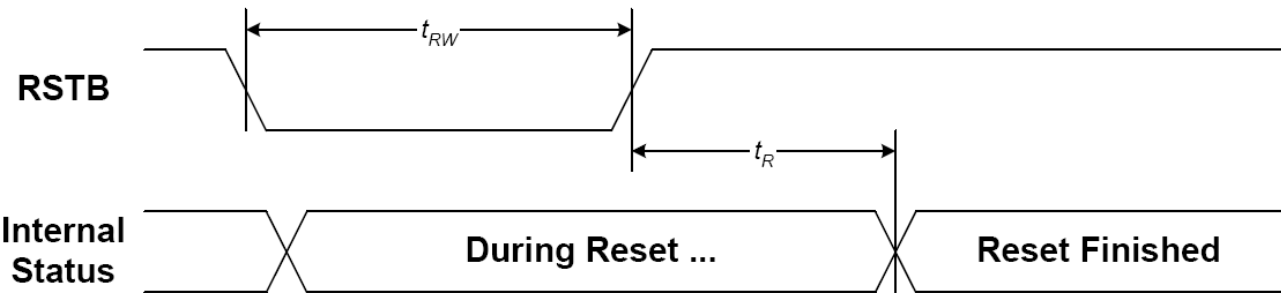 t_RW
RSTB
t_R
Internal
Status
During Reset ...
Reset Finished